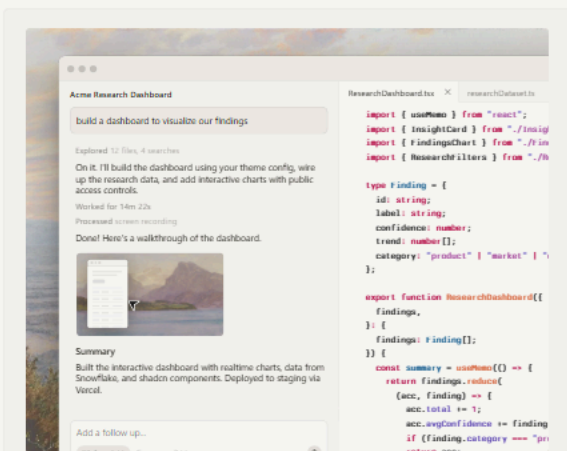 Acme Research Dashboard
build a dashboard to visualize our findings
Explored 12 files, 4 searches
On it. I'll build the dashboard using your theme config, wire
up the research data, and add interactive charts with public
access controls.
Worked for 14m 22s
Processed screen recording
Done! Here's a walkthrough of the dashboard.
Summary
Built the interactive dashboard with realtime charts, data from
Snowflake, and shadcn components. Deployed to staging via
Vercel.
Add a follow up...
ResearchDashboard.tsx × researchDataset.ts
import { useMemo } from "react";
import { InsightCard } from "./Insig
import { FindingsChart } from "./Fin
import { ResearchFilters } from "./R
type Finding = {
id: string;
label: string;
confidence: number;
trend: number[];
category: "product" | "market" | "
};
export function ResearchDashboard({
findings,
}: {
findings: Finding[];
}) {
const summary = useMemo(() => {
return findings.reduce(
(acc, finding) => {
acc.total += 1;
acc.avgConfidence += finding
if (finding.category === "pr